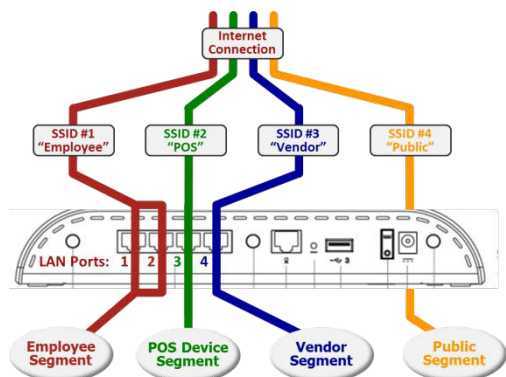 Internet
Connection
SSID #1
“Employee”
SSID #2
“POS”
SSID #3
“Vendor”
SSID #4
“Public”
LAN Ports: 1 2 3 4
3
Employee
Segment
POS Device
Segment
Vendor
Segment
Public
Segment